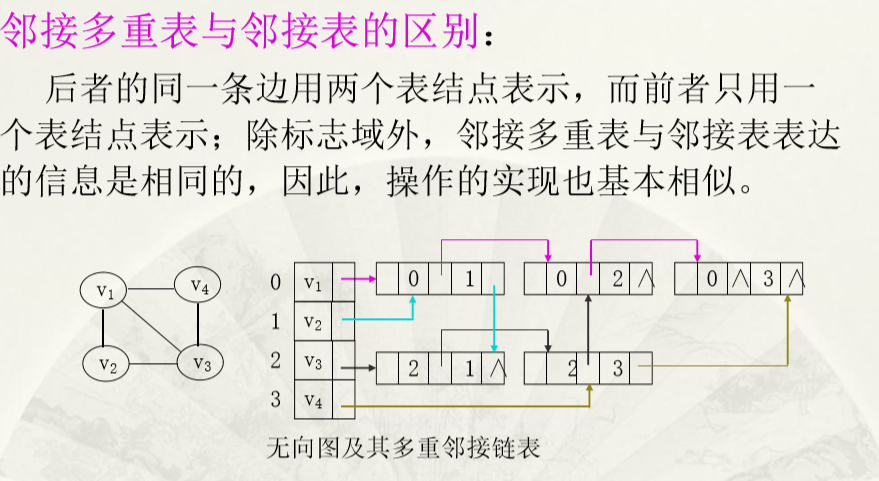 邻接多重表与邻接表的区别：
后者的同一条边用两个表结点表示，而前者只用一
个表结点表示；除标志域外，邻接多重表与邻接表表达
的信息是相同的，因此，操作的实现也基本相似。
v1 v4
v2 v3
0 v1 0 1 0 2 ∧ 0 ∧ 3 ∧
1 v2
2 v3 2 1 ∧ 2 3
3 v4
无向图及其多重邻接链表